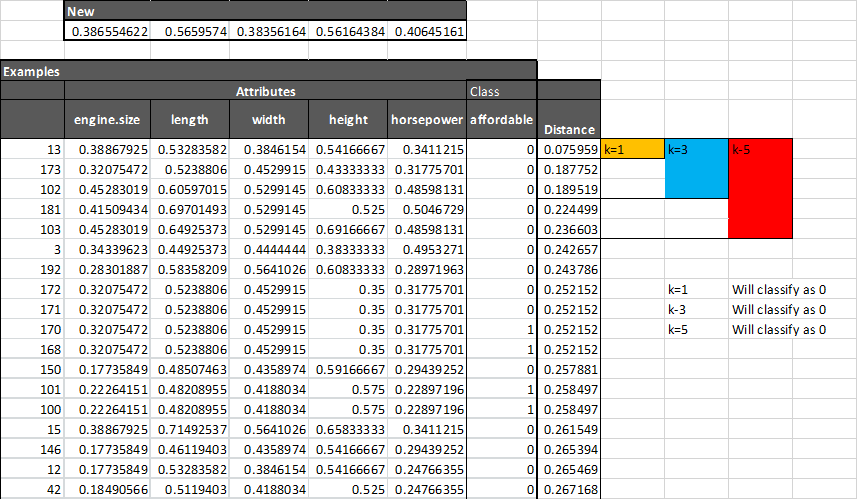 New
0.386554622 0.5659574 0.38356164 0.56164384 0.40645161
Examples
Attributes Class
engine.size length width height horsepower affordable Distance
13 0.38867925 0.53283582 0.3846154 0.54166667 0.3411215 0 0.075959 k=1 k=3 k-5
173 0.32075472 0.5238806 0.4529915 0.43333333 0.31775701 0 0.187752
102 0.45283019 0.60597015 0.5299145 0.60833333 0.48598131 0 0.189519
181 0.41509434 0.69701493 0.5299145 0.525 0.5046729 0 0.224499
103 0.45283019 0.64925373 0.5299145 0.69166667 0.48598131 0 0.236603
3 0.34339623 0.44925373 0.4444444 0.38333333 0.4953271 0 0.242657
192 0.28301887 0.58358209 0.5641026 0.60833333 0.28971963 0 0.243786
172 0.32075472 0.5238806 0.4529915 0.35 0.31775701 0 0.252152 k=1 Will classify as 0
171 0.32075472 0.5238806 0.4529915 0.35 0.31775701 0 0.252152 k-3 Will classify as 0
170 0.32075472 0.5238806 0.4529915 0.35 0.31775701 1 0.252152 k=5 Will classify as 0
168 0.32075472 0.5238806 0.4529915 0.35 0.31775701 1 0.252152
150 0.17735849 0.48507463 0.4358974 0.59166667 0.29439252 0 0.257881
101 0.22264151 0.48208955 0.4188034 0.575 0.22897196 1 0.258497
100 0.22264151 0.48208955 0.4188034 0.575 0.22897196 1 0.258497
15 0.38867925 0.71492537 0.5641026 0.65833333 0.3411215 0 0.261549
146 0.17735849 0.46119403 0.4358974 0.54166667 0.29439252 0 0.265394
12 0.17735849 0.53283582 0.3846154 0.54166667 0.24766355 0 0.265469
42 0.18490566 0.5119403 0.4188034 0.525 0.24766355 0 0.267168